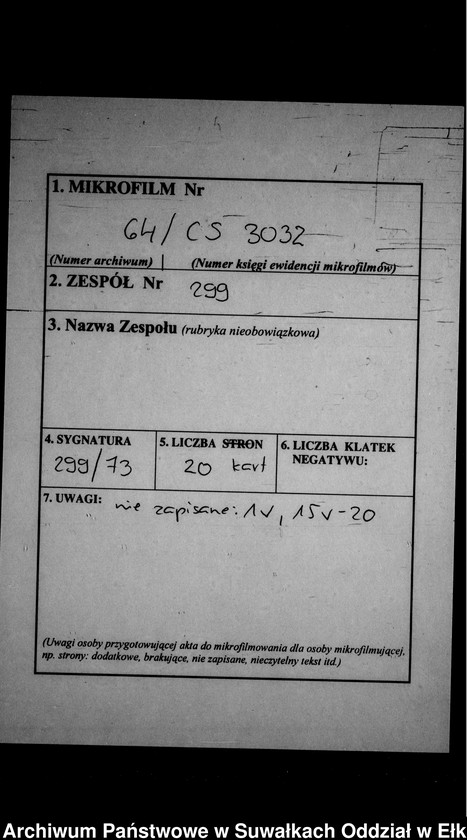 1. MIKROFILM Nr
64/CS 3032
(Numer archiwum) | (Numer księgi ewidencji mikrofilmów)
2. ZESPÓŁ Nr 299
3. Nazwa Zespołu (rubryka nieobowiązkowa)
4. SYGNATURA
299/73
5. LICZBA STRON
20 kart
6. LICZBA KLATEK
NEGATYWU:
7. UWAGI: nie zapisane: 1v, 15v-20
(Uwagi osoby przygotowującej akta do mikrofilmowania dla osoby mikrofilmującej,
np. strony: dodatkowe, brakujące, nie zapisane, nieczytelny tekst itd.)
Archiwum Państwowe w Suwałkach Oddział w Ełk